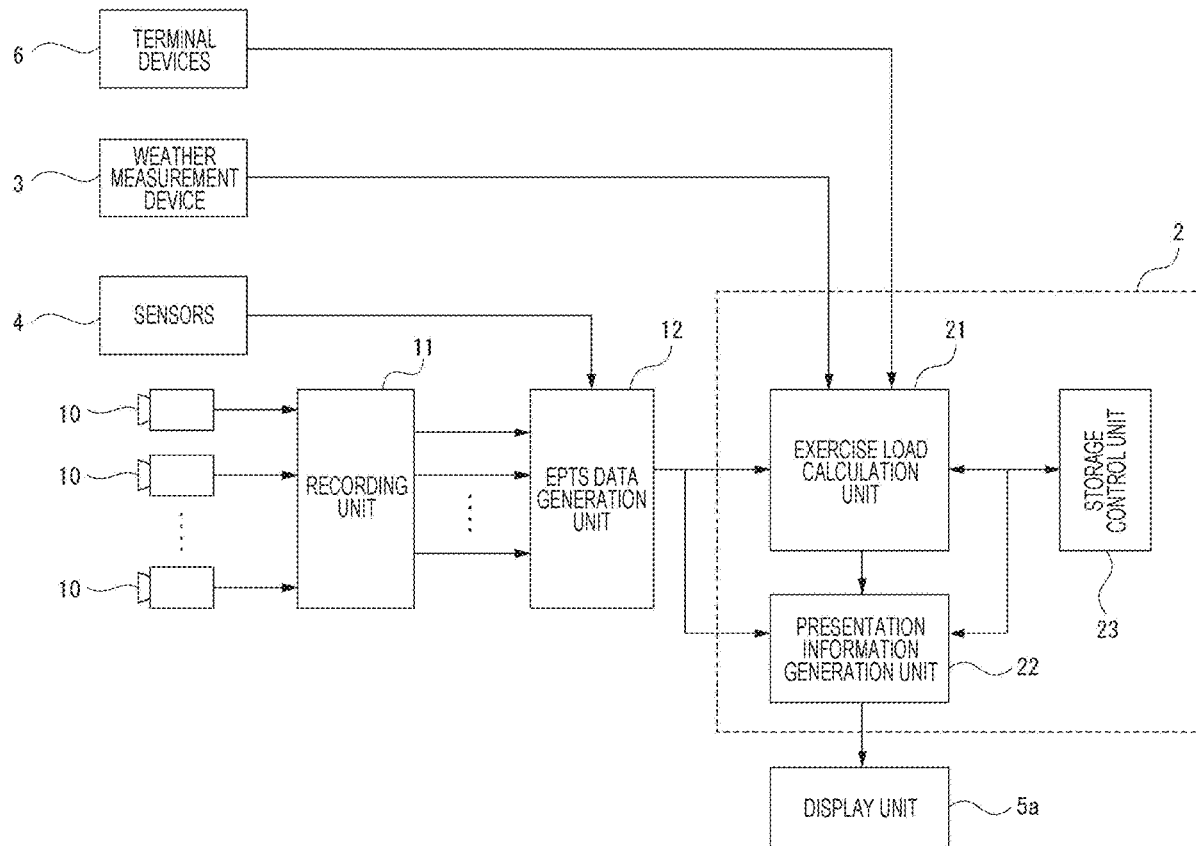 6
TERMINAL
DEVICES
3
WEATHER
MEASUREMENT
DEVICE
2
4
SENSORS
11
12
21
10
10
10
RECORDING
UNIT
EPTS DATA
GENERATION
UNIT
EXERCISE LOAD
CALCULATION
UNIT
STORAGE
CONTROL UNIT
23
PRESENTATION
INFORMATION
GENERATION UNIT
22
DISPLAY UNIT
5a